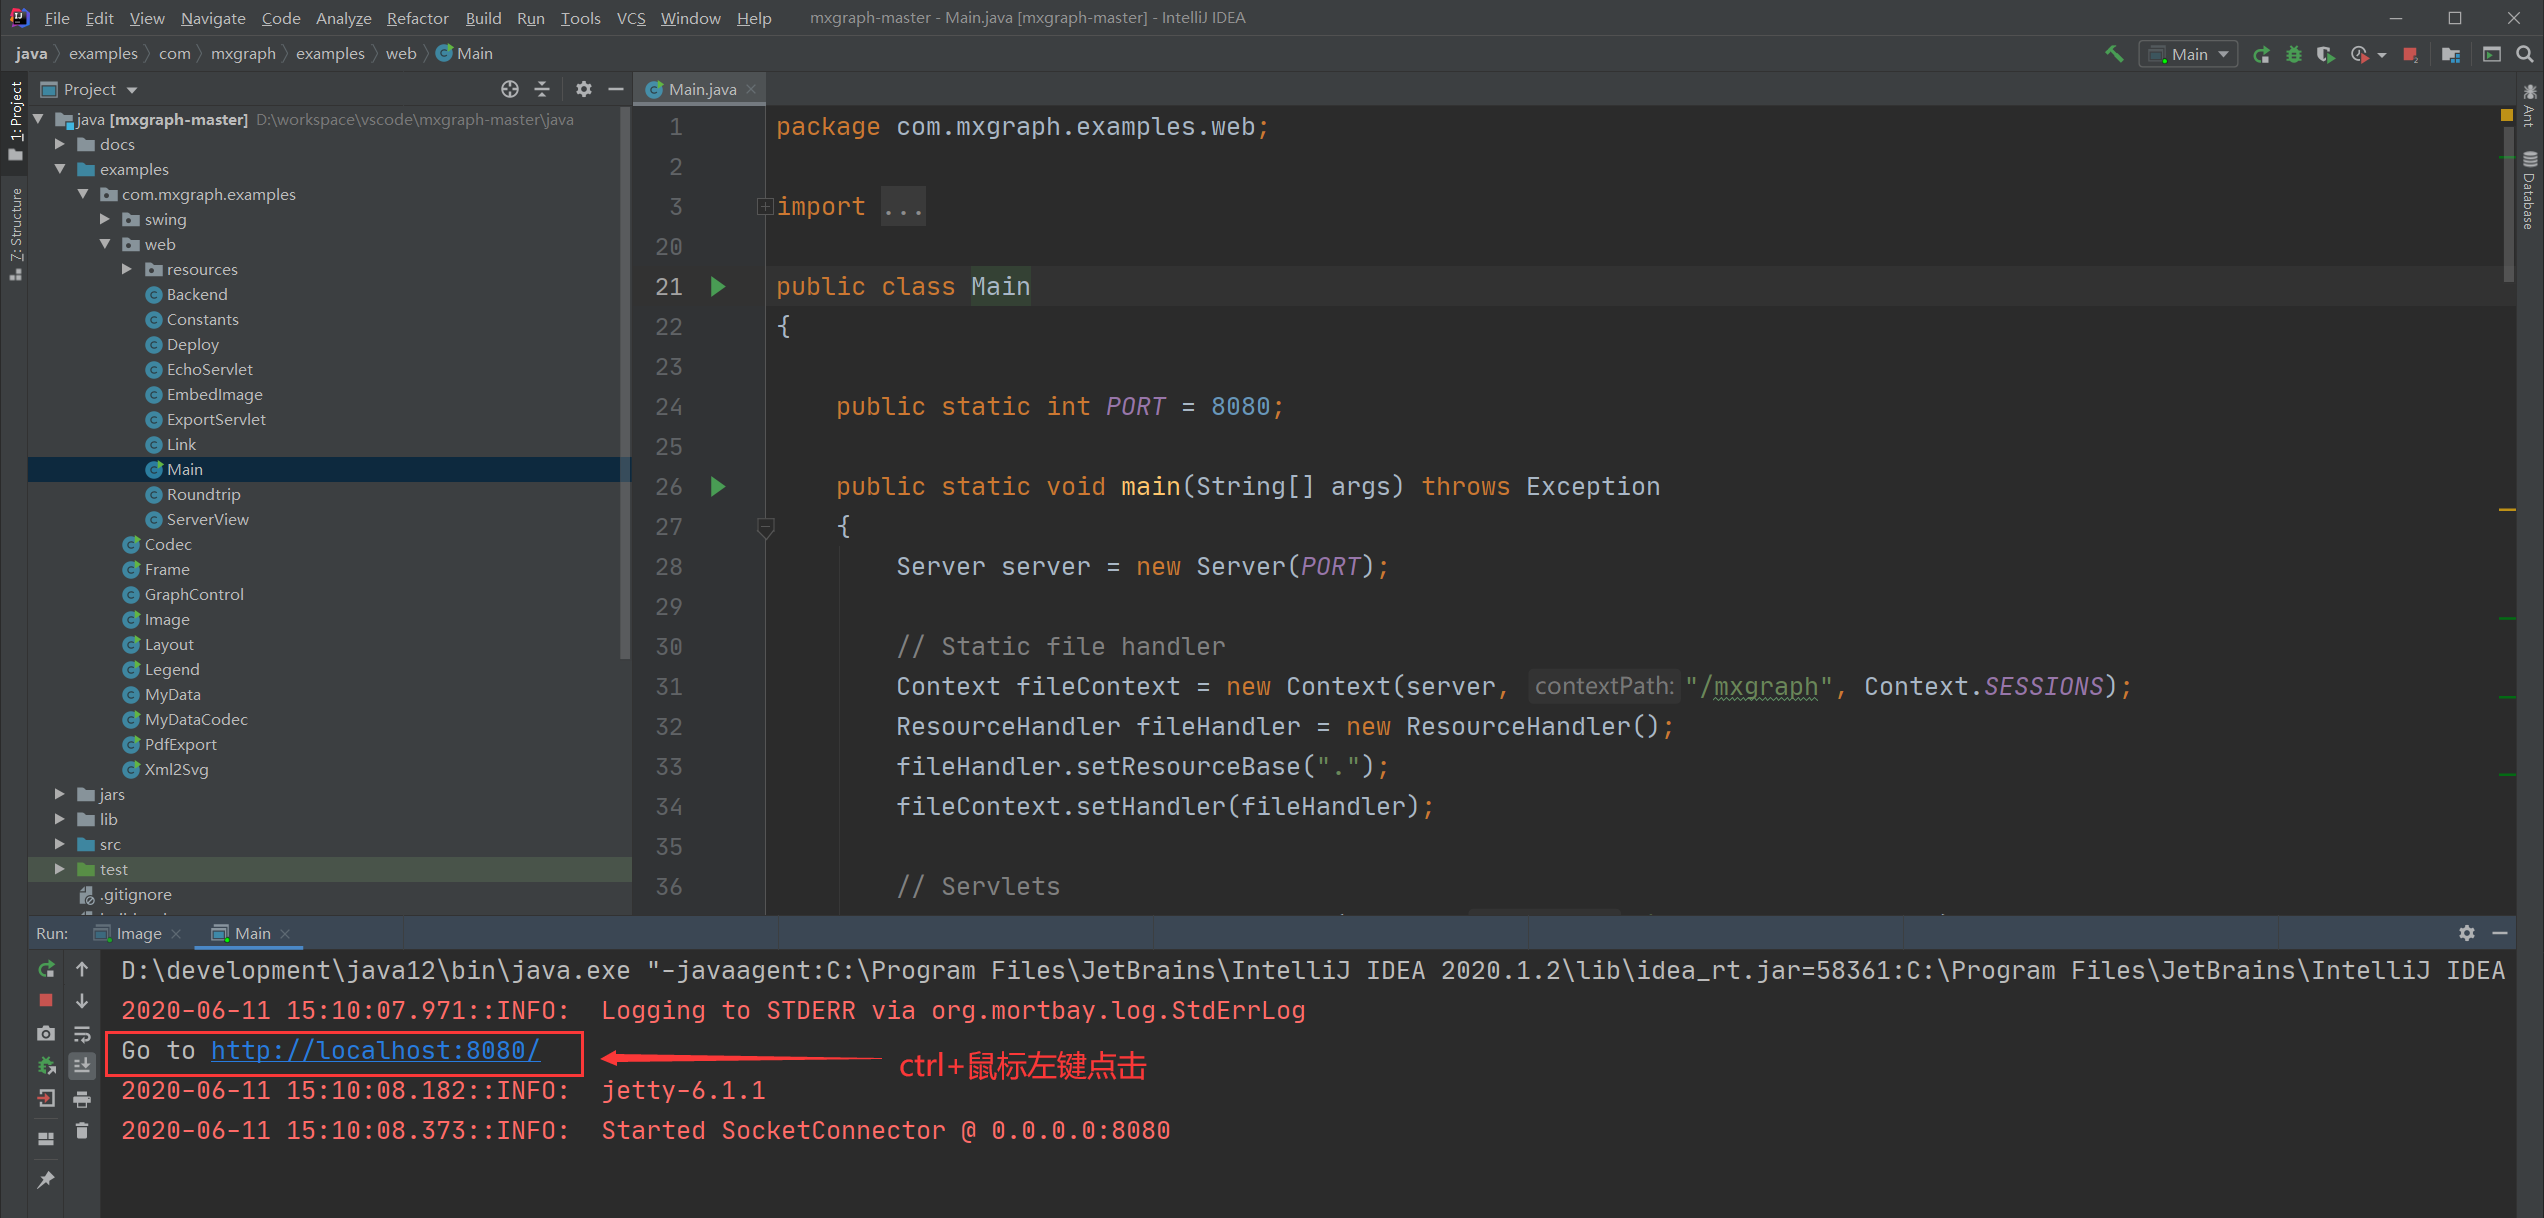 File Edit View Navigate Code Analyze Refactor Build Run Tools VCS Window Help mxgraph-master - Main.java [mxgraph-master] - IntelliJ IDEA
java examples com mxgraph examples web Main
Main
1: Project
7: Structure
Project
java [mxgraph-master] D:\workspace\vscode\mxgraph-master\java
docs
examples
com.mxgraph.examples
swing
web
resources
Backend
Constants
Deploy
EchoServlet
EmbedImage
ExportServlet
Link
Main
Roundtrip
ServerView
Codec
Frame
GraphControl
Image
Layout
Legend
MyData
MyDataCodec
PdfExport
Xml2Svg
jars
lib
src
test
.gitignore
Main.java
1 package com.mxgraph.examples.web;
2
3 import ...
20
21 public class Main
22 {
23
24 public static int PORT = 8080;
25
26 public static void main(String[] args) throws Exception
27 {
28 Server server = new Server(PORT);
29
30 // Static file handler
31 Context fileContext = new Context(server, contextPath: "/mxgraph", Context.SESSIONS);
32 ResourceHandler fileHandler = new ResourceHandler();
33 fileHandler.setResourceBase(".");
34 fileContext.setHandler(fileHandler);
35
36 // Servlets
Ant
Database
Run: Image Main
D:\development\java12\bin\java.exe "-javaagent:C:\Program Files\JetBrains\IntelliJ IDEA 2020.1.2\lib\idea_rt.jar=58361:C:\Program Files\JetBrains\IntelliJ IDEA
2020-06-11 15:10:07.971::INFO: Logging to STDERR via org.mortbay.log.StdErrLog
Go to http://localhost:8080/
ctrl+鼠标左键点击
2020-06-11 15:10:08.182::INFO: jetty-6.1.1
2020-06-11 15:10:08.373::INFO: Started SocketConnector @ 0.0.0.0:8080